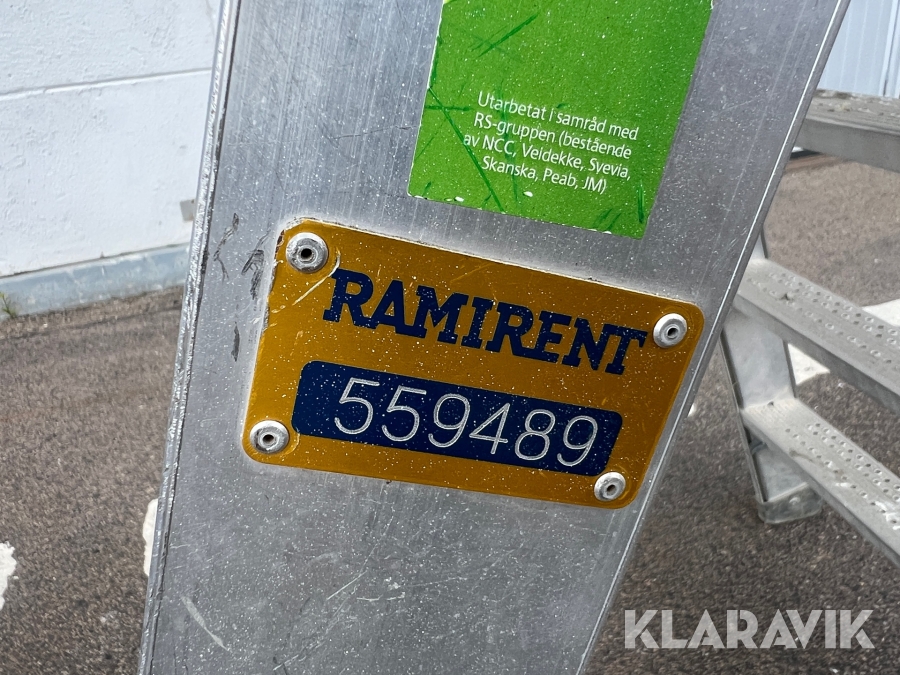 Utarbetat i samråd med
RS-gruppen (bestående
av NCC, Veidekke, Svevia,
Skanska, Peab, JM)
RAMIRENT
559489
KLARAVIK